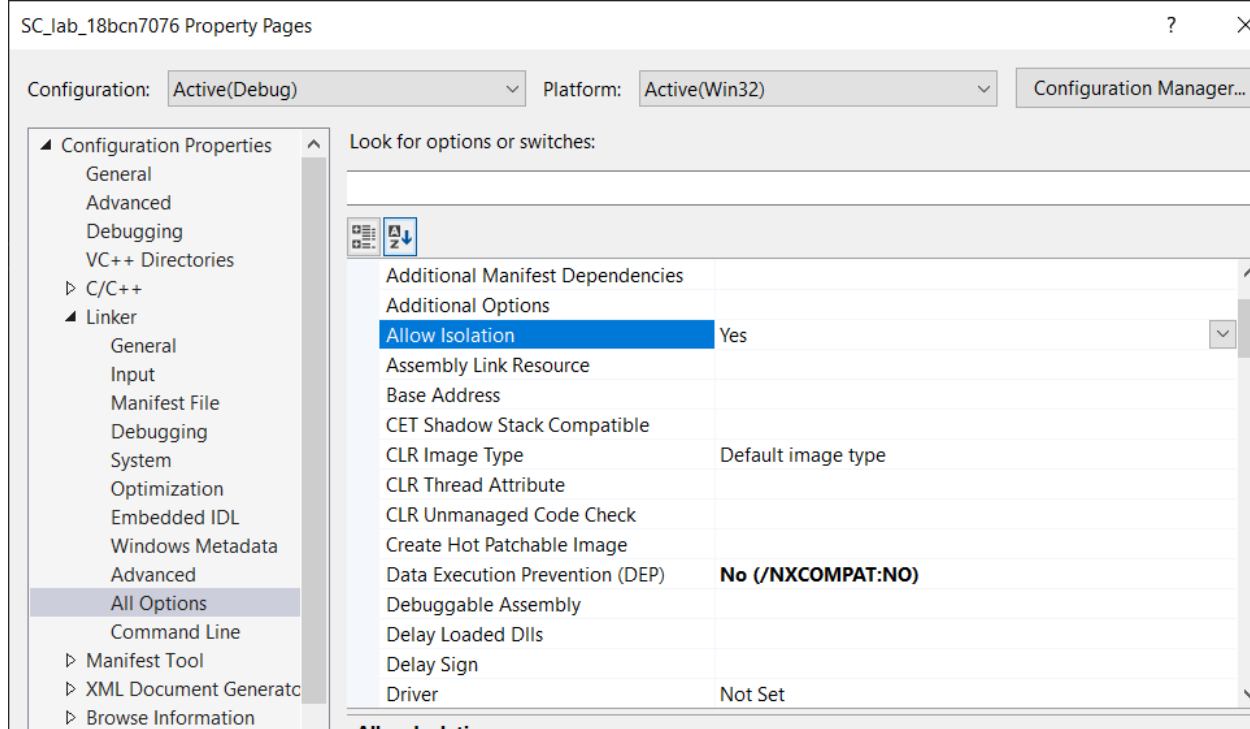 SC_lab_18bcn7076 Property Pages
?
Configuration: Active(Debug) Platform: Active(Win32) Configuration Manager...
Configuration Properties
General
Advanced
Debugging
VC++ Directories
C/C++
Linker
General
Input
Manifest File
Debugging
System
Optimization
Embedded IDL
Windows Metadata
Advanced
All Options
Command Line
Manifest Tool
XML Document Generato
Browse Information
Look for options or switches:
Additional Manifest Dependencies
Additional Options
Allow Isolation Yes
Assembly Link Resource
Base Address
CET Shadow Stack Compatible
CLR Image Type Default image type
CLR Thread Attribute
CLR Unmanaged Code Check
Create Hot Patchable Image
Data Execution Prevention (DEP) No (/NXCOMPAT:NO)
Debuggable Assembly
Delay Loaded Dlls
Delay Sign
Driver Not Set